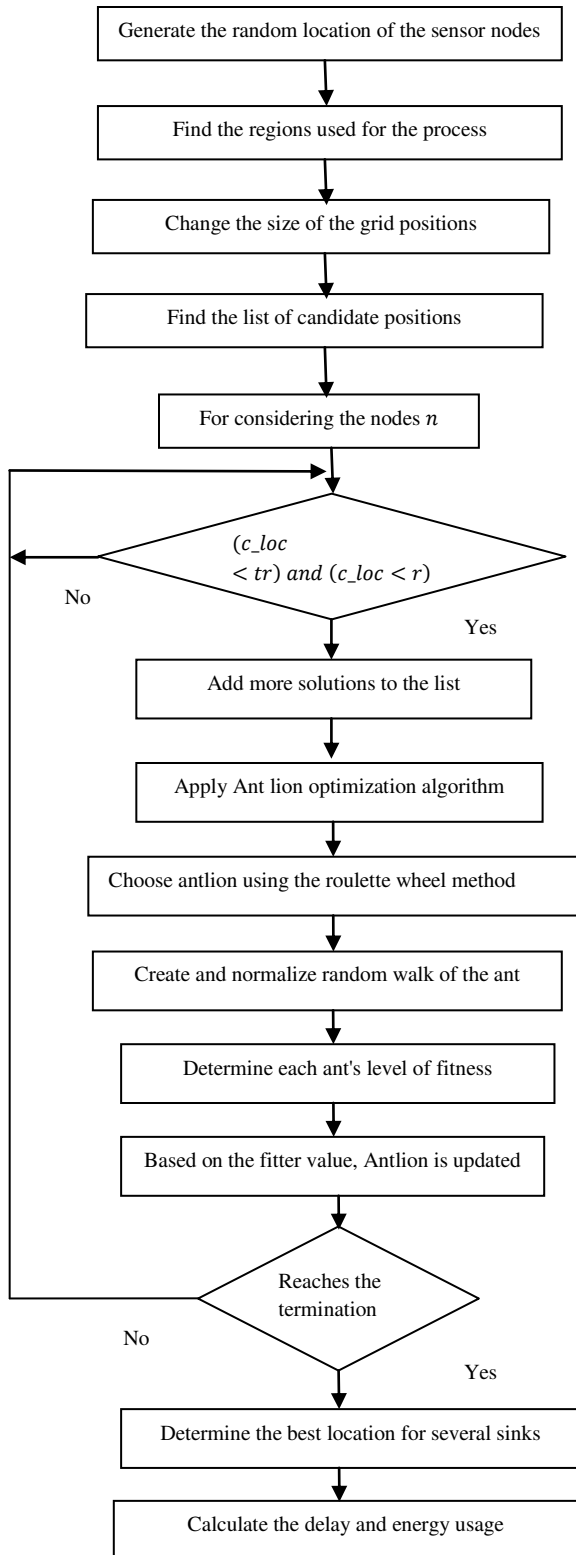 Generate the random location of the sensor nodes
Find the regions used for the process
Change the size of the grid positions
Find the list of candidate positions
For considering the nodes n
(c_loc
< tr) and (c_loc < r)
No
Yes
Add more solutions to the list
Apply Ant lion optimization algorithm
Choose antlion using the roulette wheel method
Create and normalize random walk of the ant
Determine each ant's level of fitness
Based on the fitter value, Antlion is updated
Reaches the
termination
No
Yes
Determine the best location for several sinks
Calculate the delay and energy usage